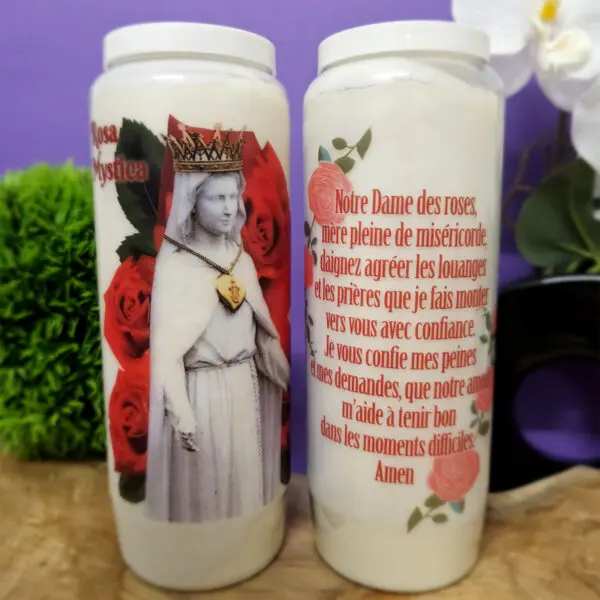 Rosa
Mystica
Notre Dame des roses,
mère pleine de miséricorde,
daignez agréer les louanges
et les prières que je fais monter
vers vous avec confiance.
Je vous confie mes peines
et mes demandes, que notre amour
m'aide à tenir bon
dans les moments difficiles.
Amen